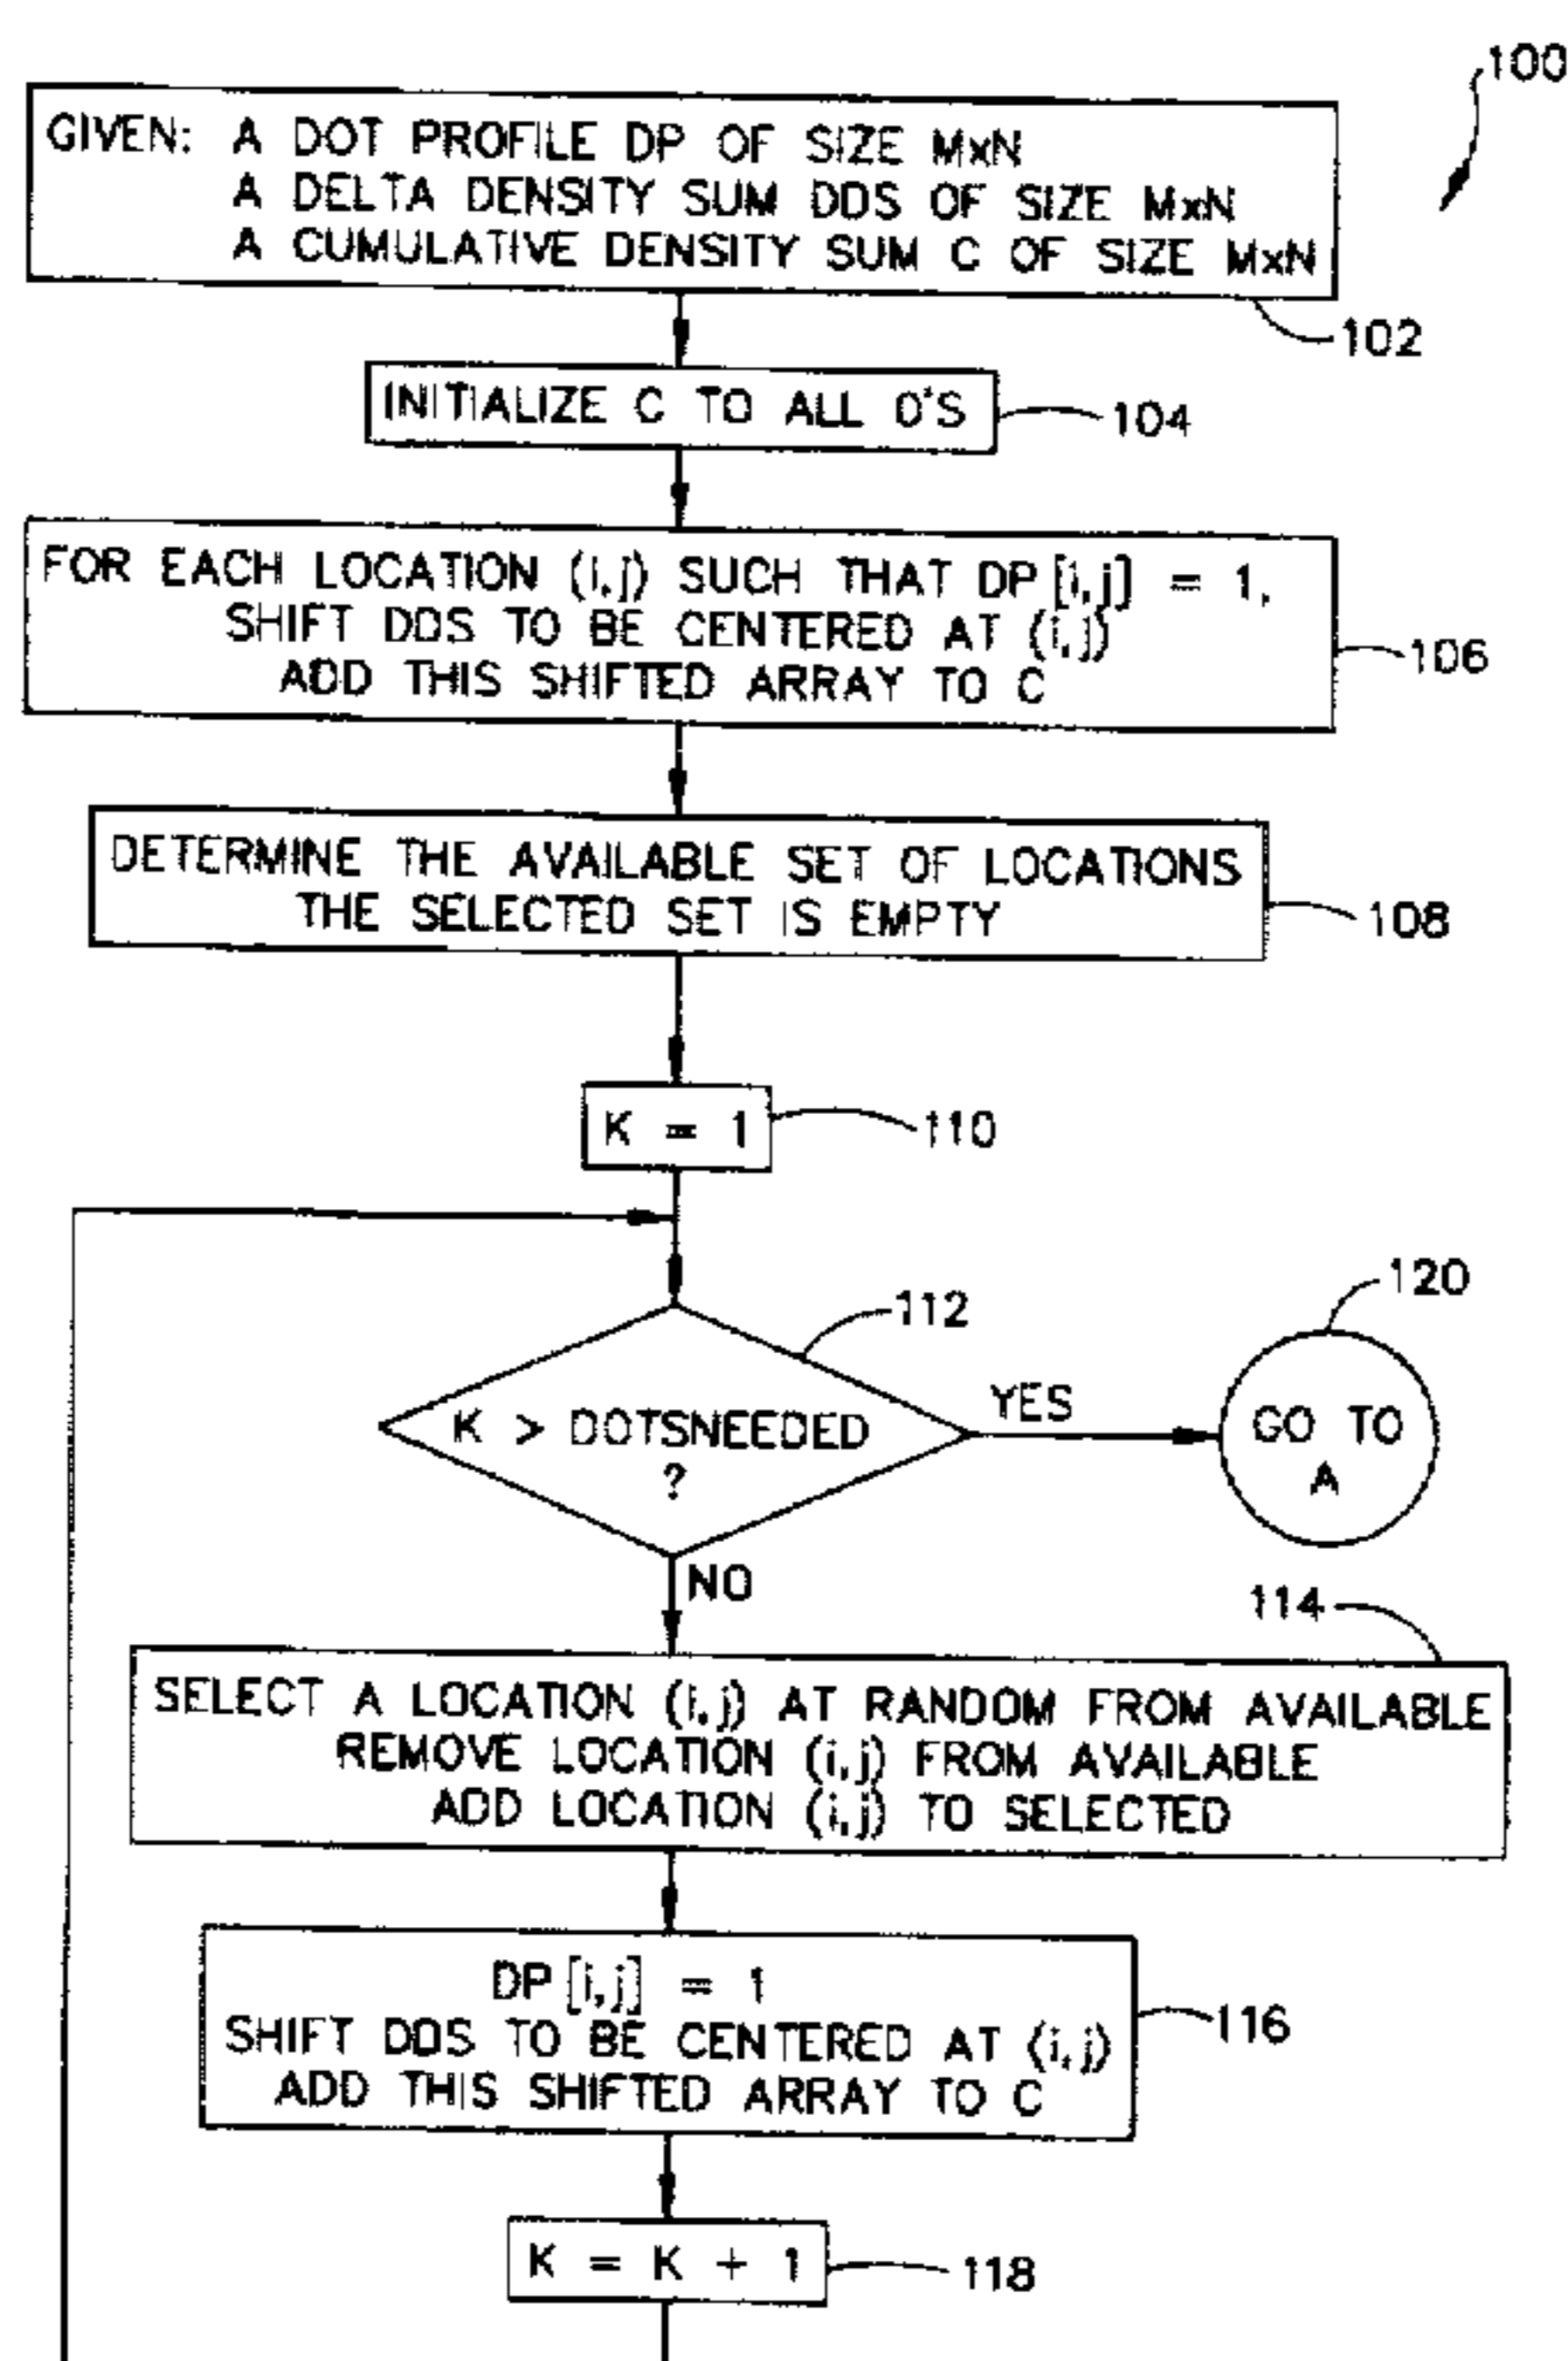 100
GIVEN: A DOT PROFILE DP OF SIZE MxN
A DELTA DENSITY SUM DDS OF SIZE MxN
A CUMULATIVE DENSITY SUM C OF SIZE MxN
102
INITIALIZE C TO ALL 0'S
104
FOR EACH LOCATION (i,j) SUCH THAT DP[i,j] = 1,
SHIFT DDS TO BE CENTERED AT (i,j)
ADD THIS SHIFTED ARRAY TO C
106
DETERMINE THE AVAILABLE SET OF LOCATIONS
THE SELECTED SET IS EMPTY
108
K = 1
110
112
K > DOTSNEEDED
?
YES
120
GO TO
A
NO
114
SELECT A LOCATION (i,j) AT RANDOM FROM AVAILABLE
REMOVE LOCATION (i,j) FROM AVAILABLE
ADD LOCATION (i,j) TO SELECTED
DP[i,j] = 1
SHIFT DDS TO BE CENTERED AT (i,j)
ADD THIS SHIFTED ARRAY TO C
116
K = K + 1
118